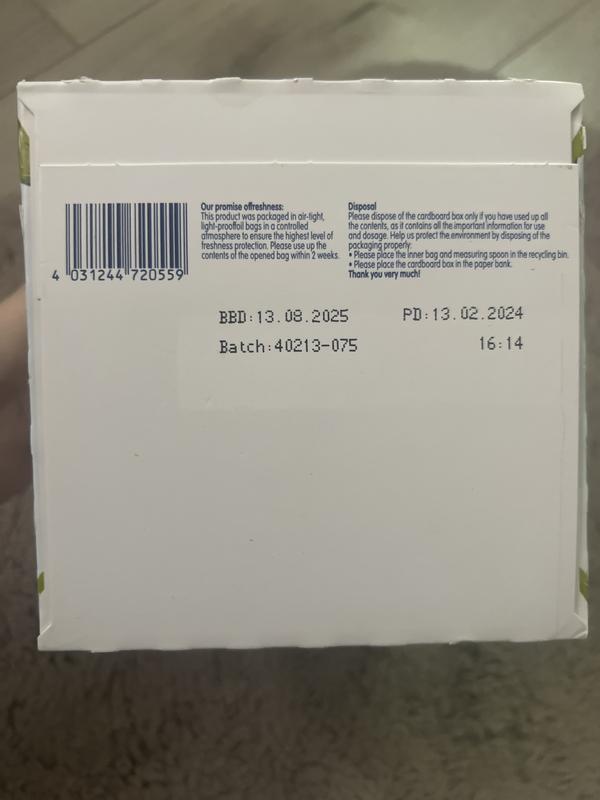 4 031244 720559
Our promise offreshness:
This product was packaged in air-tight,
light-prooffoil bags in a controlled
atmosphere to ensure the highest level of
freshness protection. Please use up the
contents of the opened bag within 2 weeks.
Disposal
Please dispose of the cardboard box only if you have used up all
the contents, as it contains all the important information for use
and dosage. Help us protect the environment by disposing of the
packaging properly:
• Please place the inner bag and measuring spoon in the recycling bin.
• Please place the cardboard box in the paper bank.
Thank you very much!
BBD:13.08.2025 PD:13.02.2024
Batch:40213-075 16:14